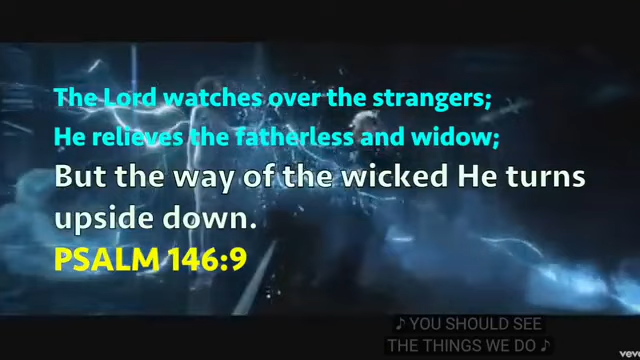 The Lord watches over the strangers;
He relieves the fatherless and widow;
But the way of the wicked He turns
upside down.
PSALM 146:9
♪ YOU SHOULD SEE
THE THINGS WE DO ♪
vevo